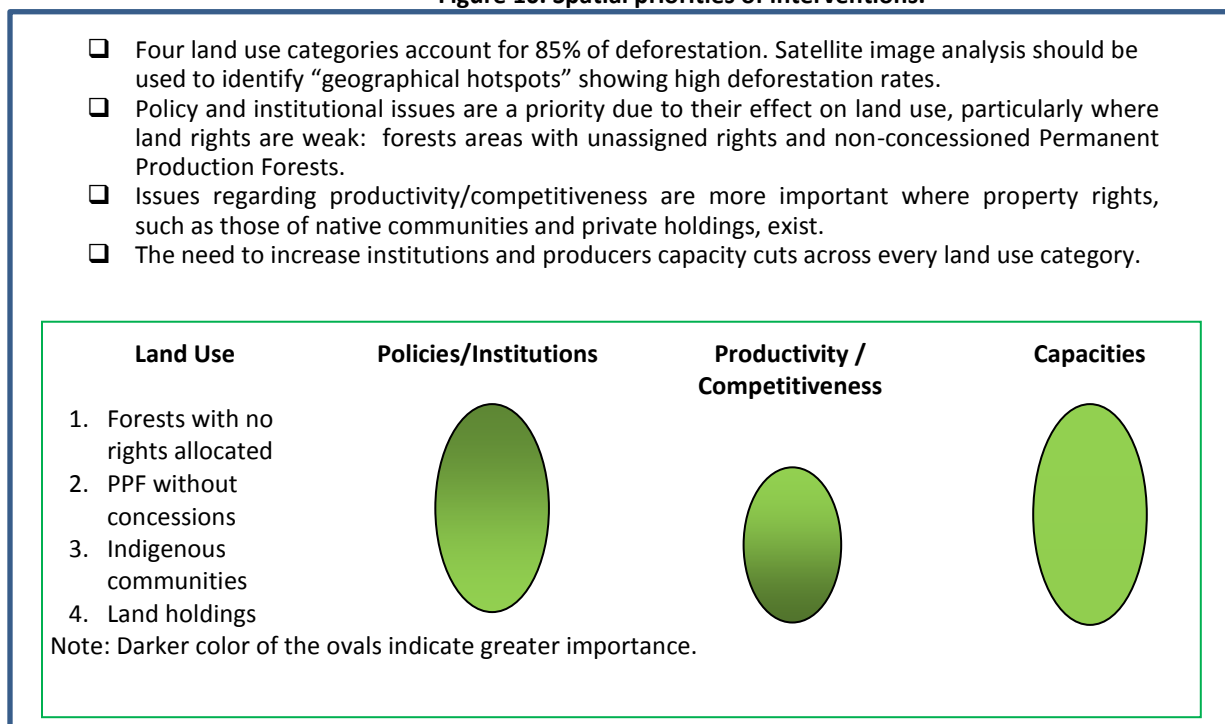 Figure 10. Spatial priorities of interventions.
❑ Four land use categories account for 85% of deforestation. Satellite image analysis should be
used to identify “geographical hotspots” showing high deforestation rates.
❑ Policy and institutional issues are a priority due to their effect on land use, particularly where
land rights are weak: forests areas with unassigned rights and non-concessioned Permanent
Production Forests.
❑ Issues regarding productivity/competitiveness are more important where property rights,
such as those of native communities and private holdings, exist.
❑ The need to increase institutions and producers capacity cuts across every land use category.
Land Use Policies/Institutions Productivity / Capacities
Competitiveness
1. Forests with no
rights allocated
2. PPF without
concessions
3. Indigenous
communities
4. Land holdings
Note: Darker color of the ovals indicate greater importance.